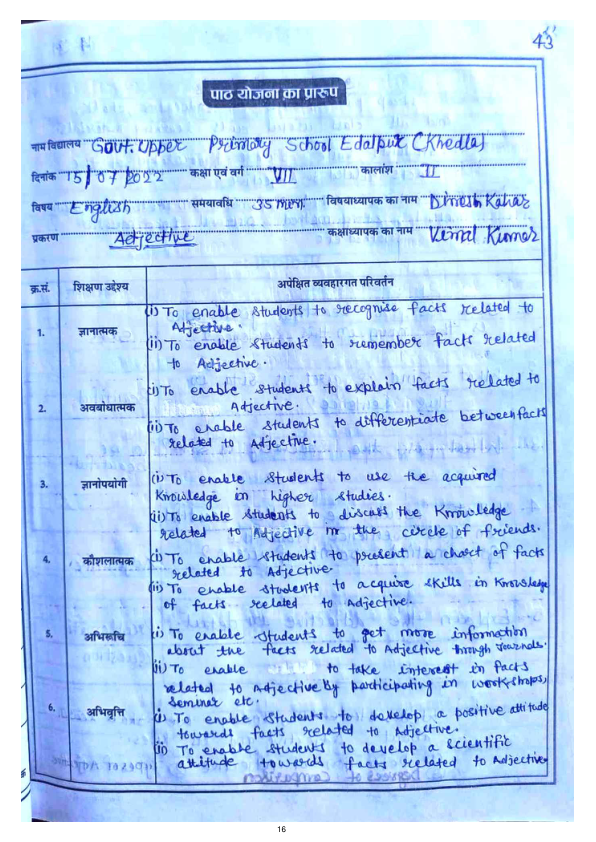 43
पाठ योजना का प्रारुप
नाम विद्यालय Govt. Upper Primary School Edalpur (Khedla)
दिनांक 15/07/2022 कक्षा एवं वर्ग VII कालांश II
विषय English समयावधि 35 min. विषयाध्यापक का नाम Dinesh Kahar
प्रकरण Adjective कक्षाध्यापक का नाम Kumar
क्र.सं. शिक्षण उद्देश्य अपेक्षित व्यवहारगत परिवर्तन
1. ज्ञानात्मक (i) To enable students to recognise facts related to
Adjective.
(ii) To enable students to remember facts related
to Adjective.
2. अवबोधात्मक (i) To enable students to explain facts related to
Adjective.
(ii) To enable students to differentiate between facts
related to Adjective.
3. ज्ञानोपयोगी (i) To enable students to use the acquired
Knowledge in higher studies.
(ii) To enable students to discuss the Knowledge
related to Adjective in the circle of friends.
4. कौशलात्मक (i) To enable students to present a chart of facts
related to Adjective.
(ii) To enable students to acquire skills in Knowledge
of facts related to Adjective.
5. अभिरूचि (i) To enable students to get more information
about the facts related to Adjective through Journals.
(ii) To enable to take interest in facts
related to Adjective by participating in workshops,
seminar etc.
6. अभिवृत्ति (i) To enable students to develop a positive attitude
towards facts related to Adjective.
(ii) To enable students to develop a scientific
attitude towards facts related to Adjective.
16